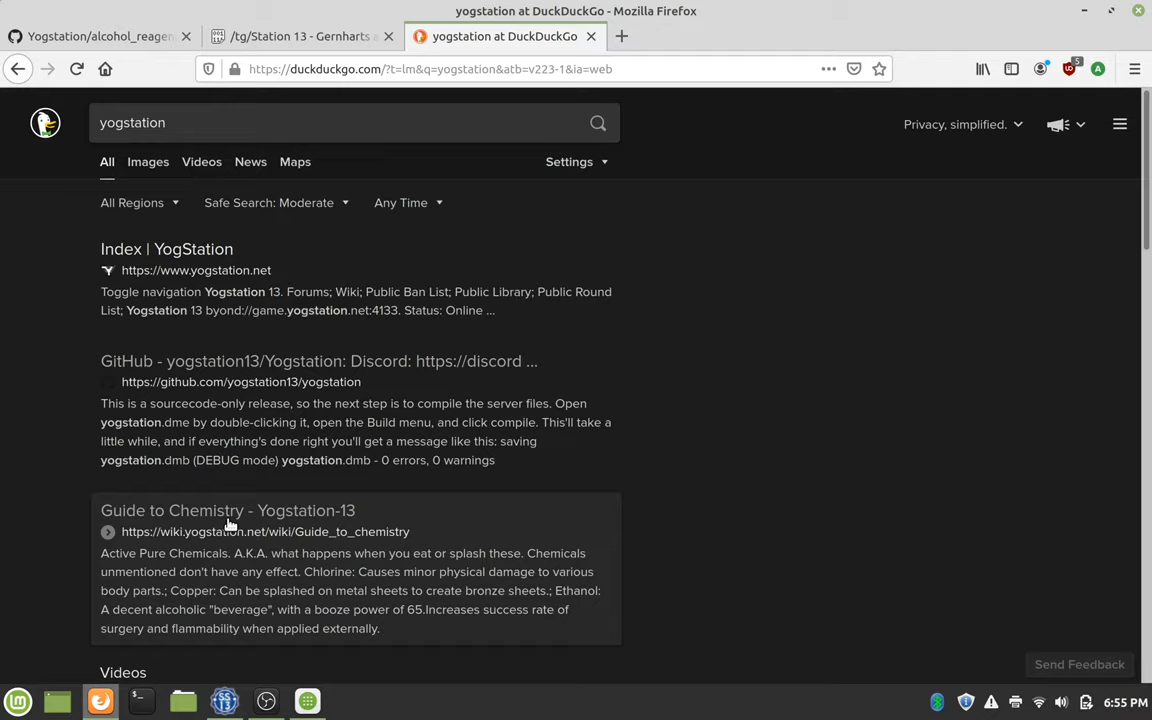 yogstation at DuckDuckGo - Mozilla Firefox
Yogstation/alcohol_reagen
/tg/Station 13 - Gernharts a
yogstation at DuckDuckGo
https://duckduckgo.com/?t=lm&q=yogstation&atb=v223-1&ia=web
5
A
yogstation
Privacy, simplified.
All
Images
Videos
News
Maps
Settings
All Regions
Safe Search: Moderate
Any Time
Index | YogStation
https://www.yogstation.net
Toggle navigation Yogstation 13. Forums; Wiki; Public Ban List; Public Library; Public Round
List; Yogstation 13 byond://game.yogstation.net:4133. Status: Online ...
GitHub - yogstation13/Yogstation: Discord: https://discord ...
https://github.com/yogstation13/yogstation
This is a sourcecode-only release, so the next step is to compile the server files. Open
yogstation.dme by double-clicking it, open the Build menu, and click compile. This'll take a
little while, and if everything's done right you'll get a message like this: saving
yogstation.dmb (DEBUG mode) yogstation.dmb - 0 errors, 0 warnings
Guide to Chemistry - Yogstation-13
https://wiki.yogstation.net/wiki/Guide_to_chemistry
Active Pure Chemicals. A.K.A. what happens when you eat or splash these. Chemicals
unmentioned don't have any effect. Chlorine: Causes minor physical damage to various
body parts.; Copper: Can be splashed on metal sheets to create bronze sheets.; Ethanol:
A decent alcoholic "beverage", with a booze power of 65.Increases success rate of
surgery and flammability when applied externally.
Videos
Send Feedback
SS
13
6:55 PM